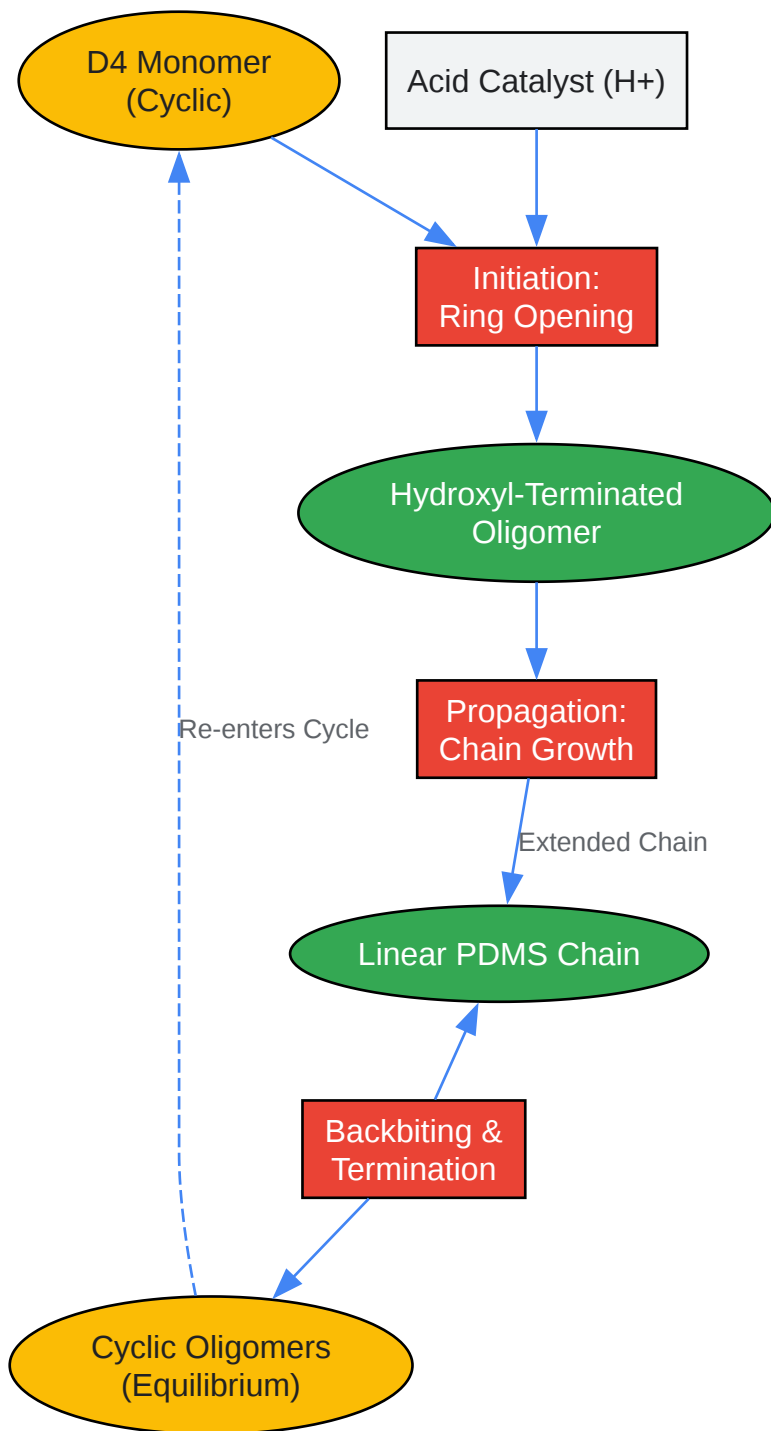 D4 Monomer
(Cyclic)
Acid Catalyst (H+)
Initiation:
Ring Opening
Hydroxyl-Terminated
Oligomer
Propagation:
Chain Growth
Re-enters Cycle
Extended Chain
Linear PDMS Chain
Backbiting &
Termination
Cyclic Oligomers
(Equilibrium)